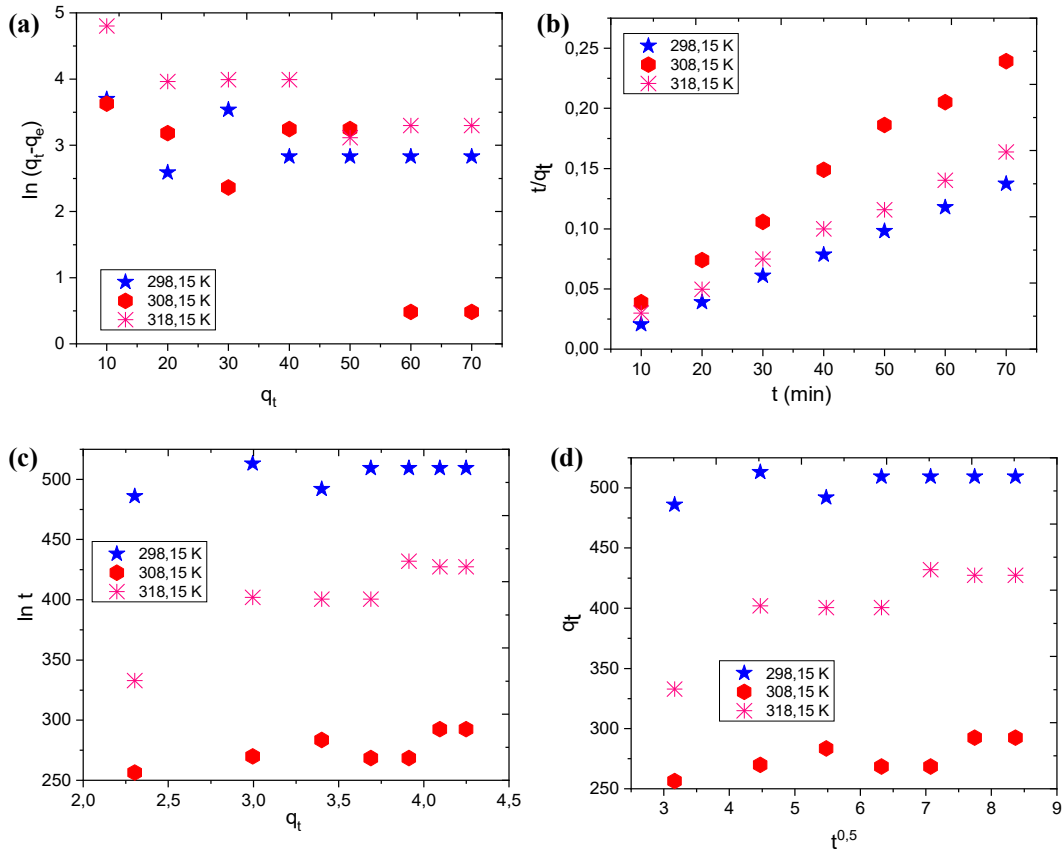 (a)
5
4
3
2
1
0
ln (qt-qe)
298,15 K
308,15 K
318,15 K
10 20 30 40 50 60 70
qt
(b)
0,25
0,20
0,15
0,10
0,05
0,00
t/qt
298,15 K
308,15 K
318,15 K
10 20 30 40 50 60 70
t (min)
(c)
500
450
400
350
300
250
ln t
298,15 K
308,15 K
318,15 K
2,0 2,5 3,0 3,5 4,0 4,5
qt
(d)
500
450
400
350
300
250
qt
298,15 K
308,15 K
318,15 K
3 4 5 6 7 8 9
t0,5